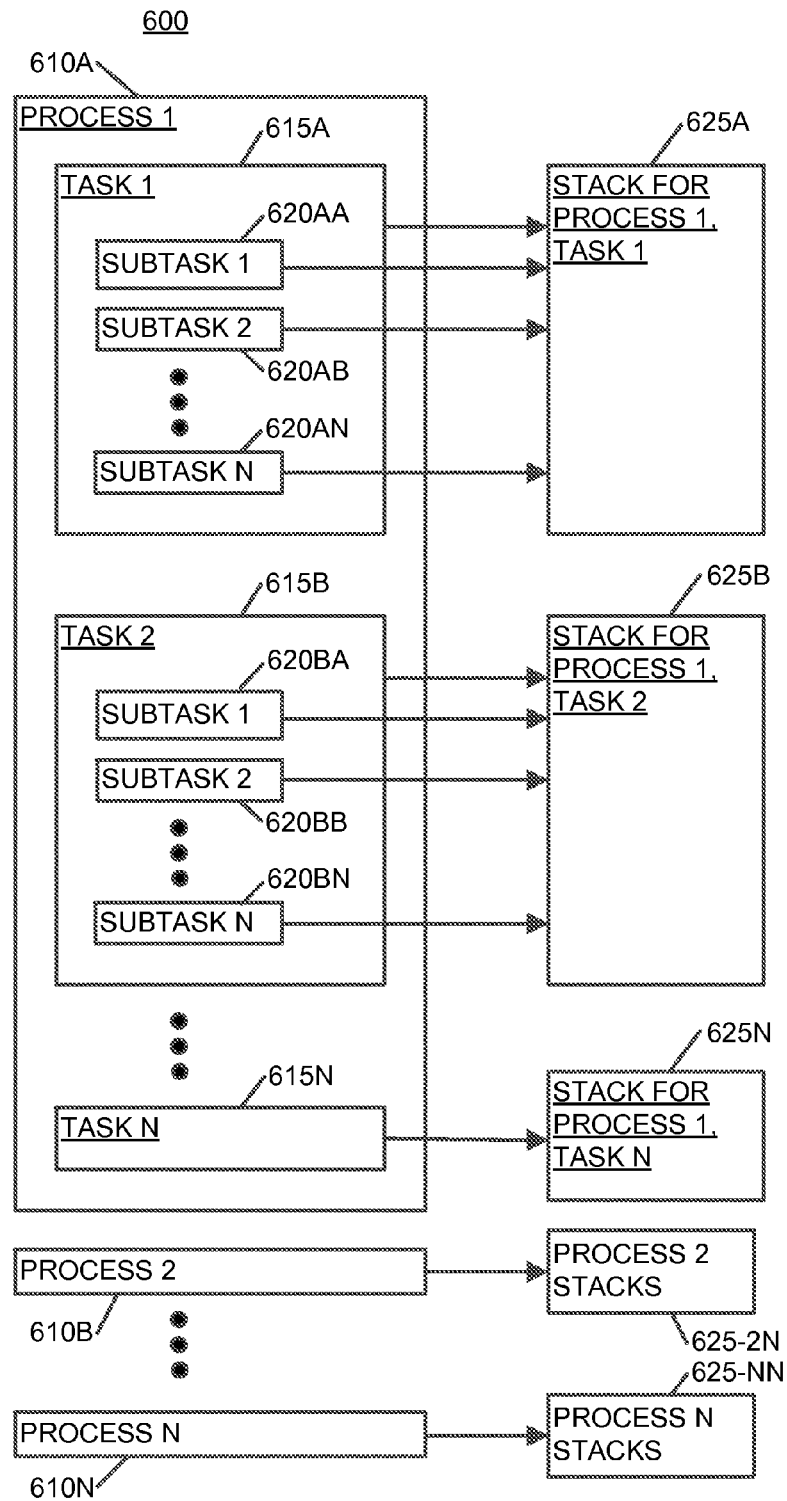 600
610A
PROCESS 1
615A
625A
TASK 1
STACK FOR
PROCESS 1,
TASK 1
620AA
SUBTASK 1
SUBTASK 2
620AB
620AN
SUBTASK N
615B
625B
TASK 2
STACK FOR
PROCESS 1,
TASK 2
620BA
SUBTASK 1
SUBTASK 2
620BB
620BN
SUBTASK N
615N
625N
TASK N
STACK FOR
PROCESS 1,
TASK N
PROCESS 2
610B
PROCESS 2
STACKS
625-2N
625-NN
PROCESS N
610N
PROCESS N
STACKS